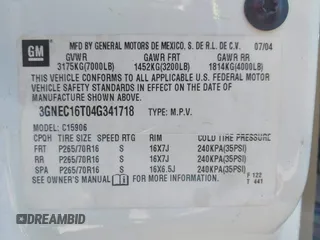 GM
MFD BY GENERAL MOTORS DE MEXICO, S. DE R.L. DE C.V. 07/04
GVWR GAWR FRT GAWR RR
3175KG(7000LB) 1452KG(3200LB) 1814KG(4000LB)
THIS VEHICLE CONFORMS TO ALL APPLICABLE U.S. FEDERAL MOTOR
VEHICLE SAFETY STANDARDS IN EFFECT ON THE DATE OF
MANUFACTURE SHOWN ABOVE.
3GNEC16T04G341718 TYPE: M.P.V.
MODEL: C15906
TIRE SIZE SPEED RTG RIM COLD TIRE PRESSURE
FRT P265/70R16 S 16X7J 240KPA(35PSI)
RR P265/70R16 S 16X7J 240KPA(35PSI)
SPA P265/70R16 S 16X6.5J 240KPA(35PSI)
SEE OWNER'S MANUAL FOR ADDITIONAL INFORMATION
F 122
T 441
DREAMBID